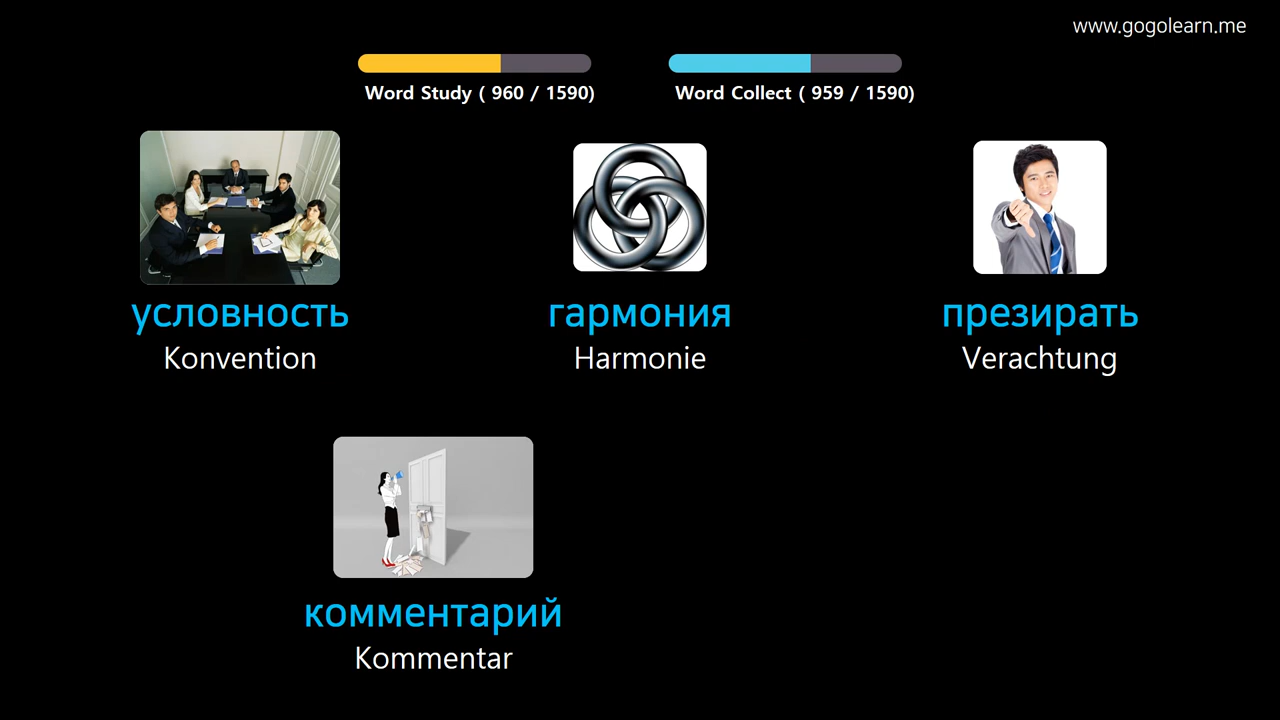 www.gogolearn.me
Word Study ( 960 / 1590)
Word Collect ( 959 / 1590)
условность
Konvention
гармония
Harmonie
презирать
Verachtung
комментарий
Kommentar